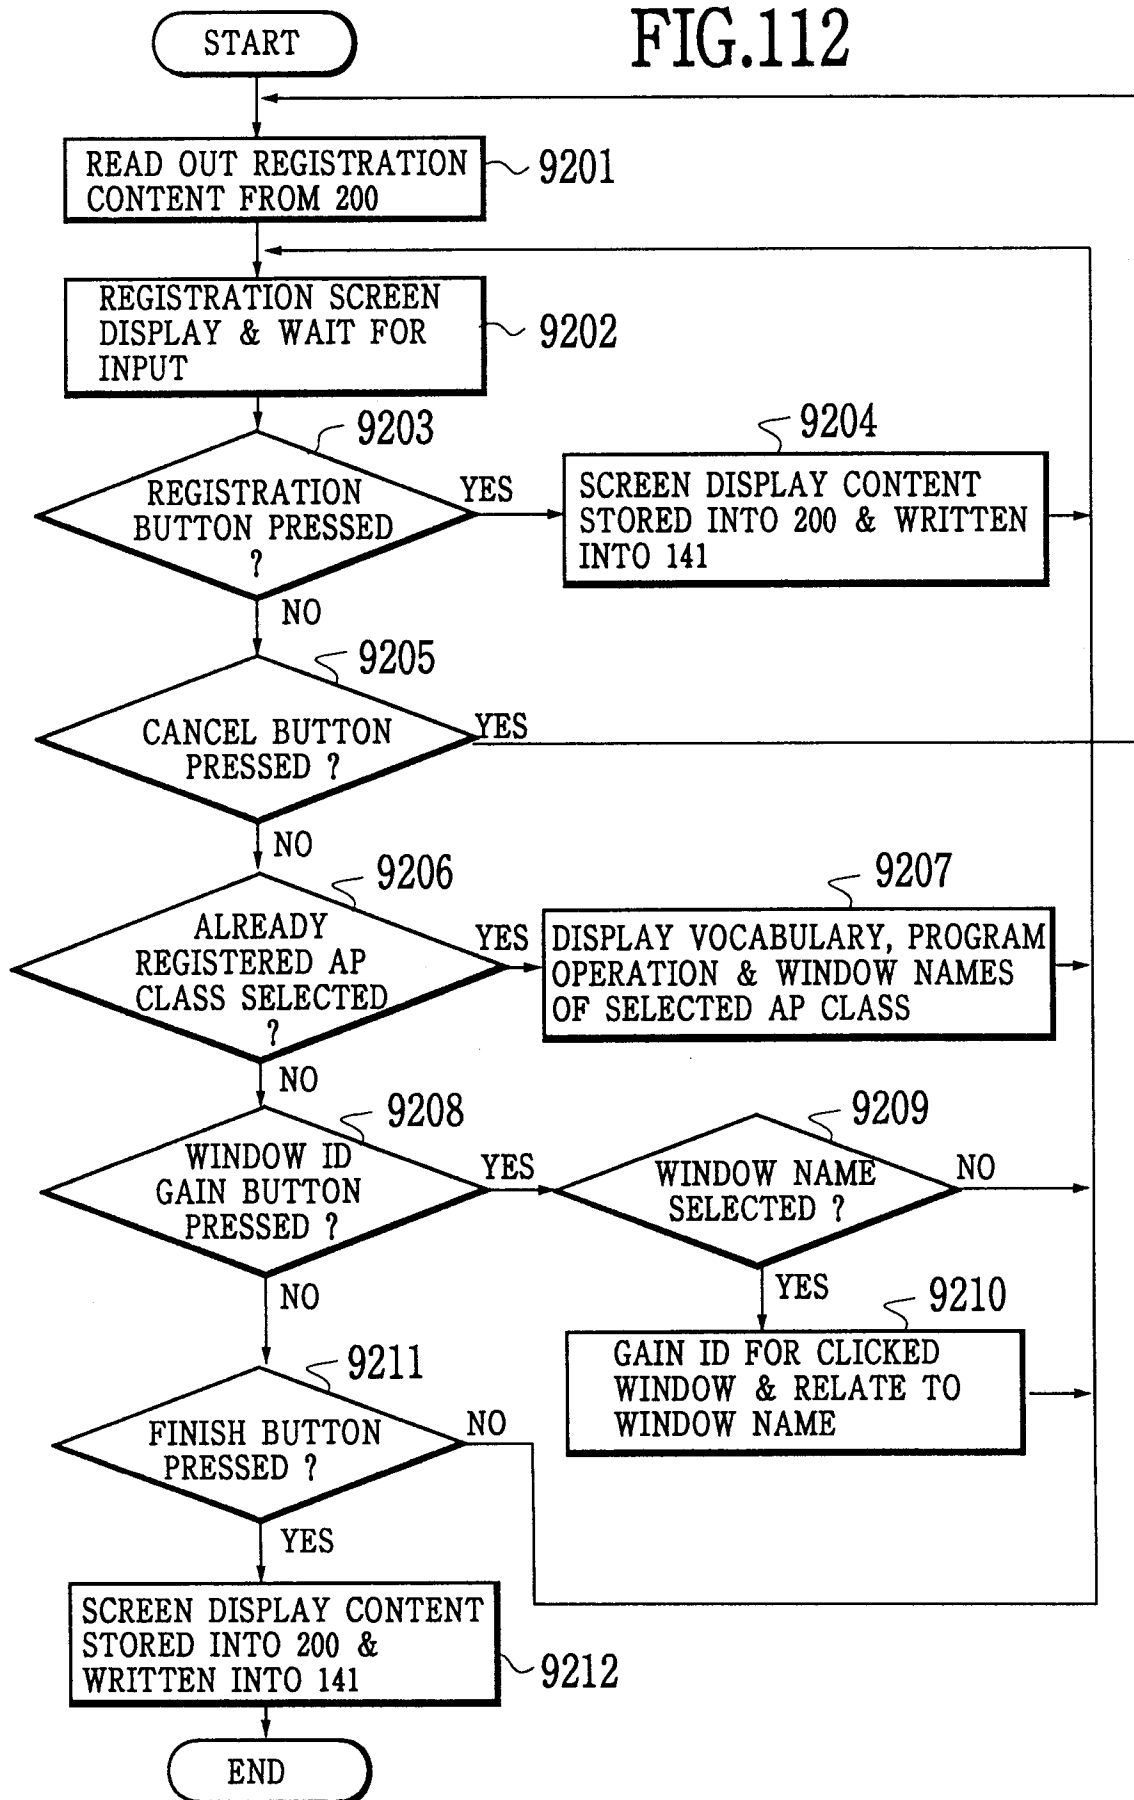 FIG.112
START
READ OUT REGISTRATION
CONTENT FROM 200
9201
REGISTRATION SCREEN
DISPLAY & WAIT FOR
INPUT
9202
9203
REGISTRATION
BUTTON PRESSED
?
YES
NO
9204
SCREEN DISPLAY CONTENT
STORED INTO 200 & WRITTEN
INTO 141
9205
CANCEL BUTTON
PRESSED ?
YES
NO
9206
ALREADY
REGISTERED AP
CLASS SELECTED
?
YES
NO
9207
DISPLAY VOCABULARY, PROGRAM
OPERATION & WINDOW NAMES
OF SELECTED AP CLASS
9208
WINDOW ID
GAIN BUTTON
PRESSED ?
YES
NO
9209
WINDOW NAME
SELECTED ?
NO
YES
9210
GAIN ID FOR CLICKED
WINDOW & RELATE TO
WINDOW NAME
9211
FINISH BUTTON
PRESSED ?
NO
YES
SCREEN DISPLAY CONTENT
STORED INTO 200 &
WRITTEN INTO 141
9212
END